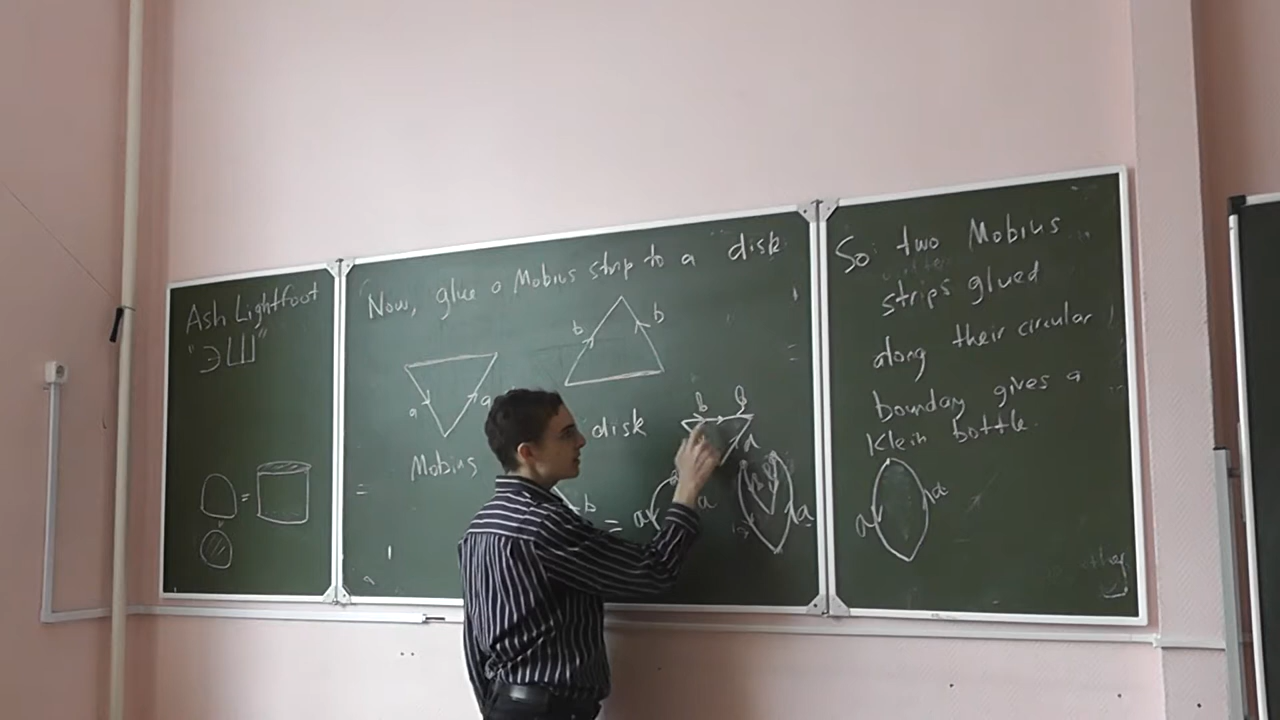 Ash Lightfoot
"ЭШ"
=
Now, glue a Mobius strip to a disk
b
b
a
a
Mobius
disk
=
b
=
a
a
b
b
a
a
=
So two Mobius
strips glued
along their circular
bounday gives a
Klein bottle.
a
a